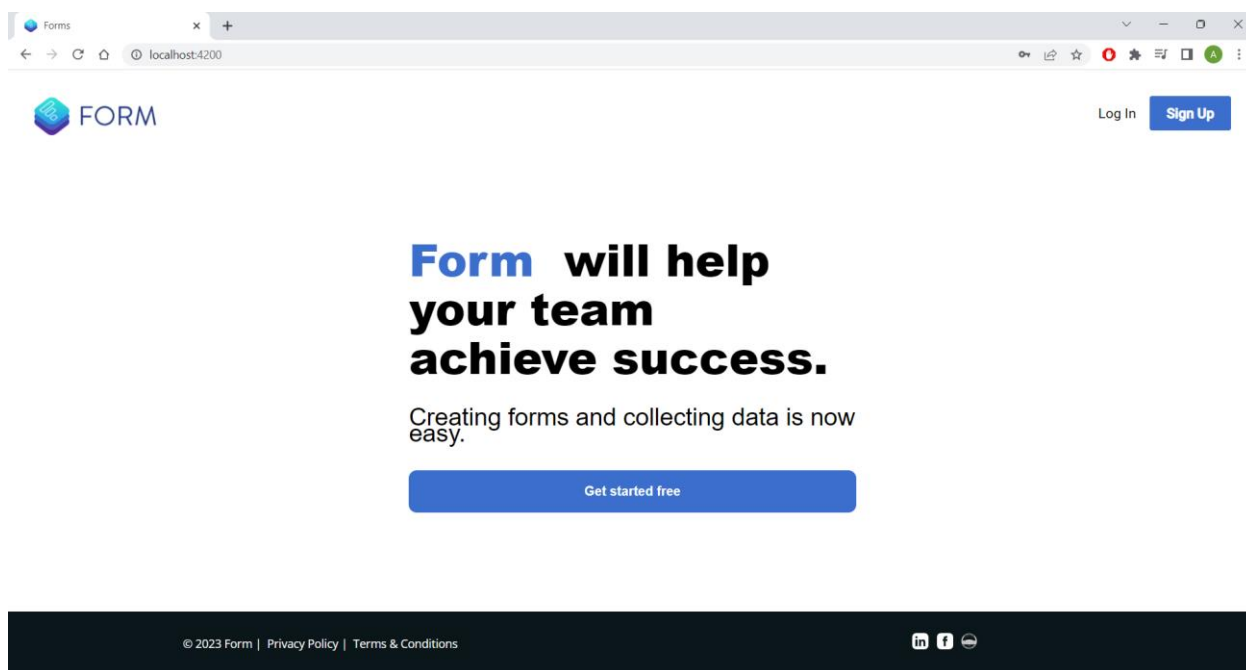 Forms
localhost:4200
A
FORM
Log In
Sign Up
Form will help
your team
achieve success.
Creating forms and collecting data is now
easy.
Get started free
© 2023 Form | Privacy Policy | Terms & Conditions
in f